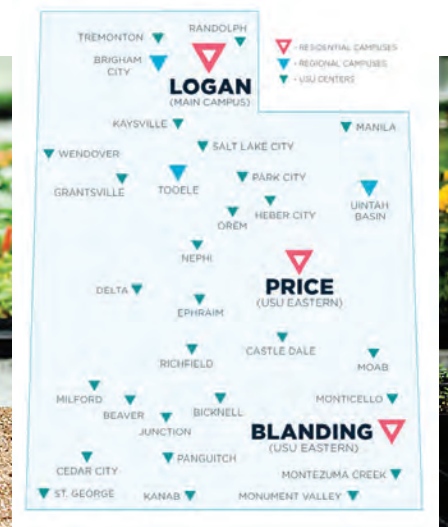 RANDOLPH
TREMONTON
BRIGHAM
CITY
LOGAN
(MAIN CAMPUS)
- RESIDENTIAL CAMPUSES
- REGIONAL CAMPUSES
- USU CENTERS
KAYSVILLE
MANILA
WENDOVER
SALT LAKE CITY
GRANTSVILLE
TOOELE
PARK CITY
HEBER CITY
UINTAH
BASIN
OREM
NEPHI
PRICE
(USU EASTERN)
DELTA
EPHRAIM
CASTLE DALE
RICHFIELD
MOAB
MILFORD
BEAVER
JUNCTION
BICKNELL
MONTICELLO
BLANDING
(USU EASTERN)
CEDAR CITY
PANGUITCH
MONTEZUMA CREEK
ST. GEORGE
KANAB
MONUMENT VALLEY